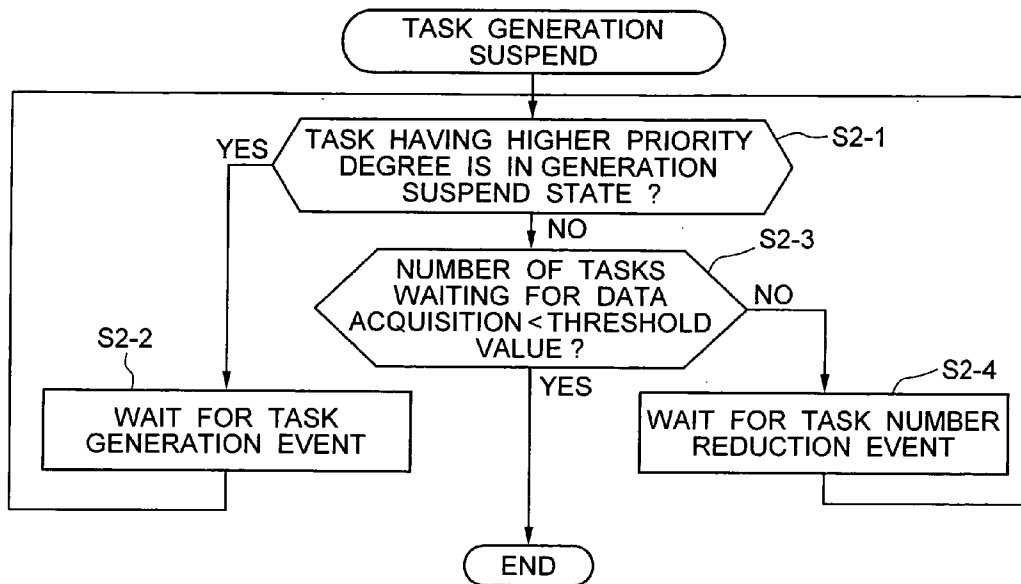 TASK GENERATION
SUSPEND
TASK HAVING HIGHER PRIORITY
DEGREE IS IN GENERATION
SUSPEND STATE ?
S2-1
YES
NO
NUMBER OF TASKS
WAITING FOR DATA
ACQUISITION < THRESHOLD
VALUE ?
S2-3
NO
YES
S2-2
WAIT FOR TASK
GENERATION EVENT
S2-4
WAIT FOR TASK NUMBER
REDUCTION EVENT
END